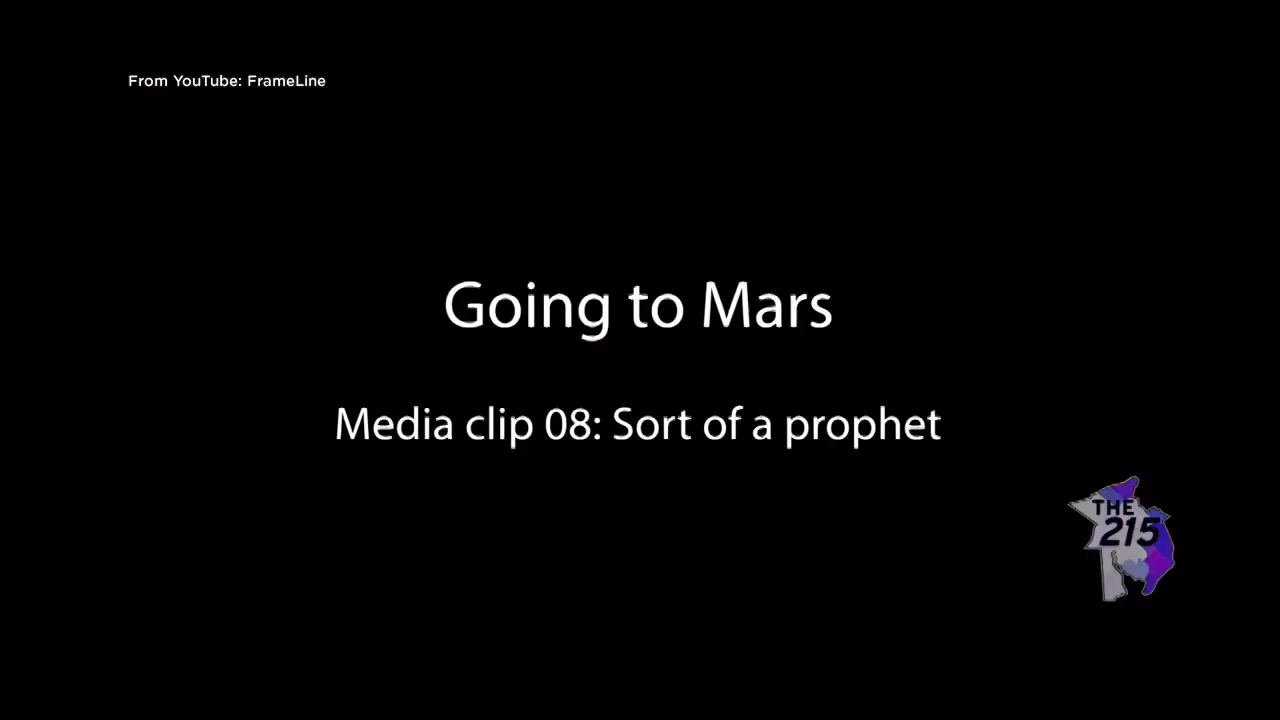 From YouTube: FrameLine
Going to Mars
Media clip 08: Sort of a prophet
THE
215